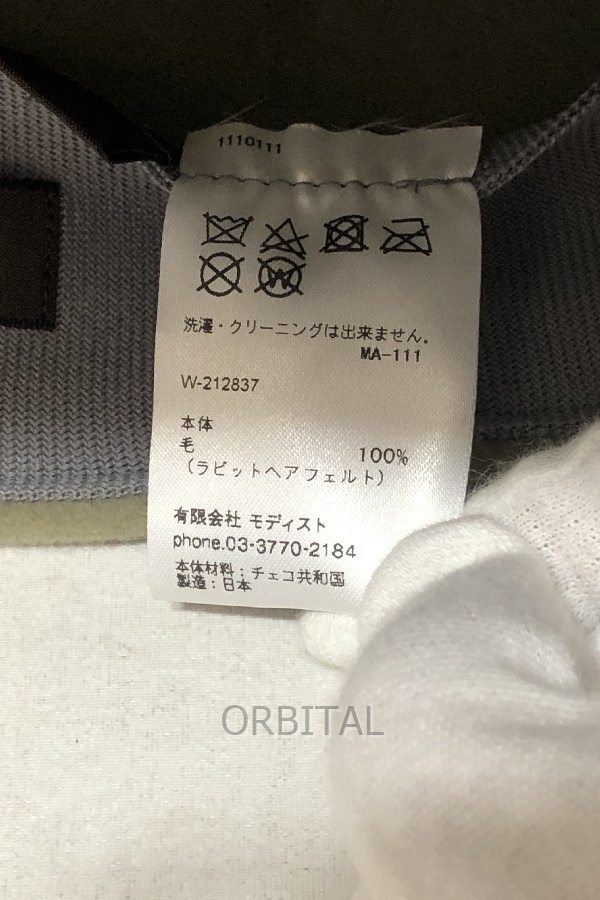 1110111
洗濯・クリーニングは出来ません。
MA-111
W-212837
本体
毛 100%
（ラビットヘアフェルト）
有限会社 モディスト
phone.03-3770-2184
本体材料：チェコ共和国
製造：日本
ORBITAL